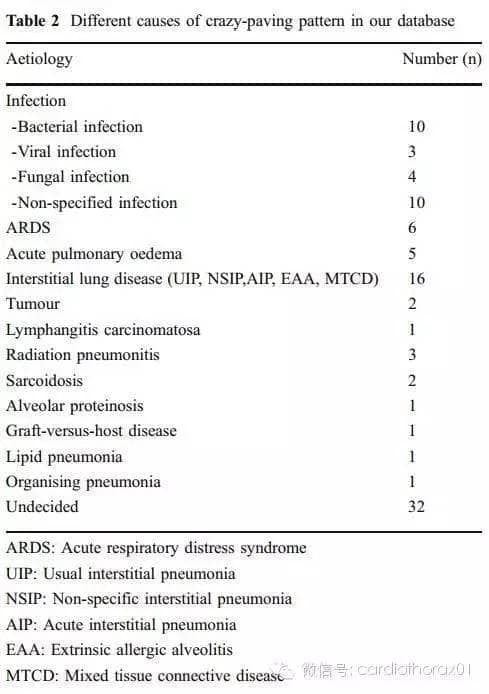 Table 2 Different causes of crazy-paving pattern in our database
Aetiology Number (n)
Infection
-Bacterial infection 10
-Viral infection 3
-Fungal infection 4
-Non-specified infection 10
ARDS 6
Acute pulmonary oedema 5
Interstitial lung disease (UIP, NSIP,AIP, EAA, MTCD) 16
Tumour 2
Lymphangitis carcinomatosa 1
Radiation pneumonitis 3
Sarcoidosis 2
Alveolar proteinosis 1
Graft-versus-host disease 1
Lipid pneumonia 1
Organising pneumonia 1
Undecided 32
ARDS: Acute respiratory distress syndrome
UIP: Usual interstitial pneumonia
NSIP: Non-specific interstitial pneumonia
AIP: Acute interstitial pneumonia
EAA: Extrinsic allergic alveolitis
MTCD: Mixed tissue connective disease
微信号: cardiothorax01